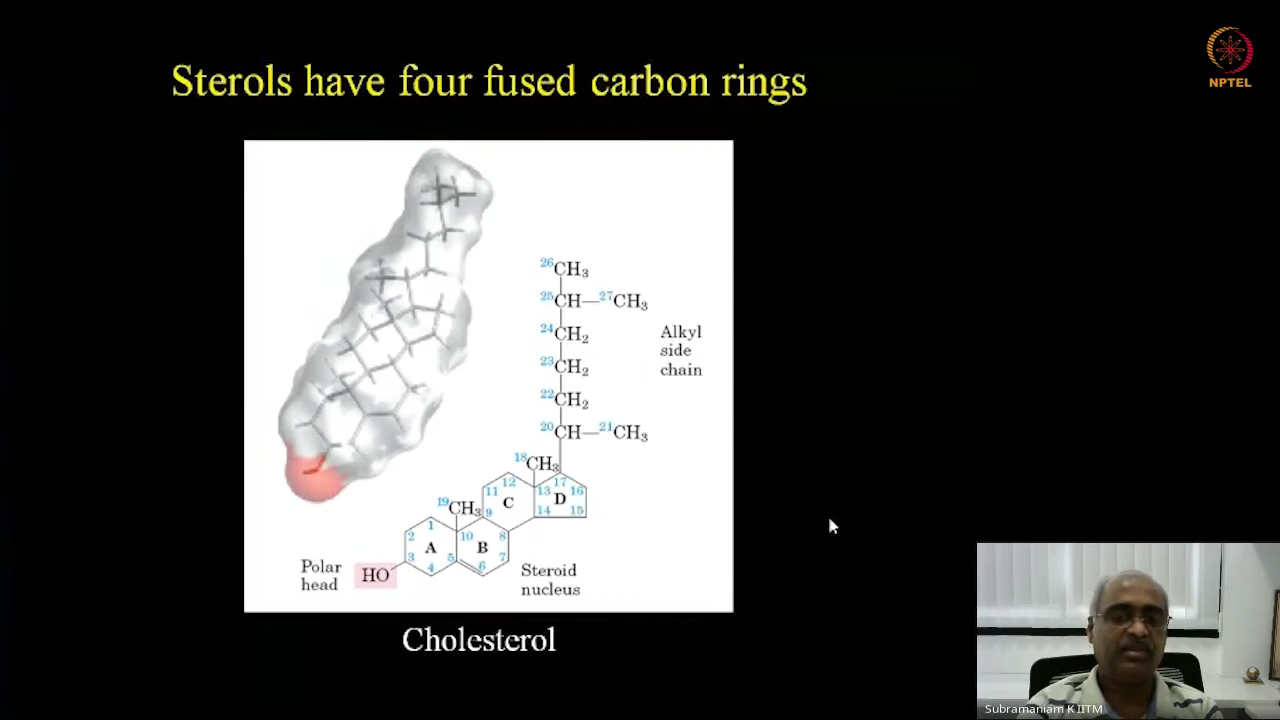 Sterols have four fused carbon rings
NPTEL
26CH3
25CH—27CH3
24CH2
Alkyl
side
chain
23CH2
22CH2
20CH—21CH3
18CH3
17
12
11
13
16
C
D
19CH3
9
14
15
1
2
10
8
A
B
3
5
7
4
6
Polar
head
HO
Steroid
nucleus
Cholesterol
Subramaniam K IITM